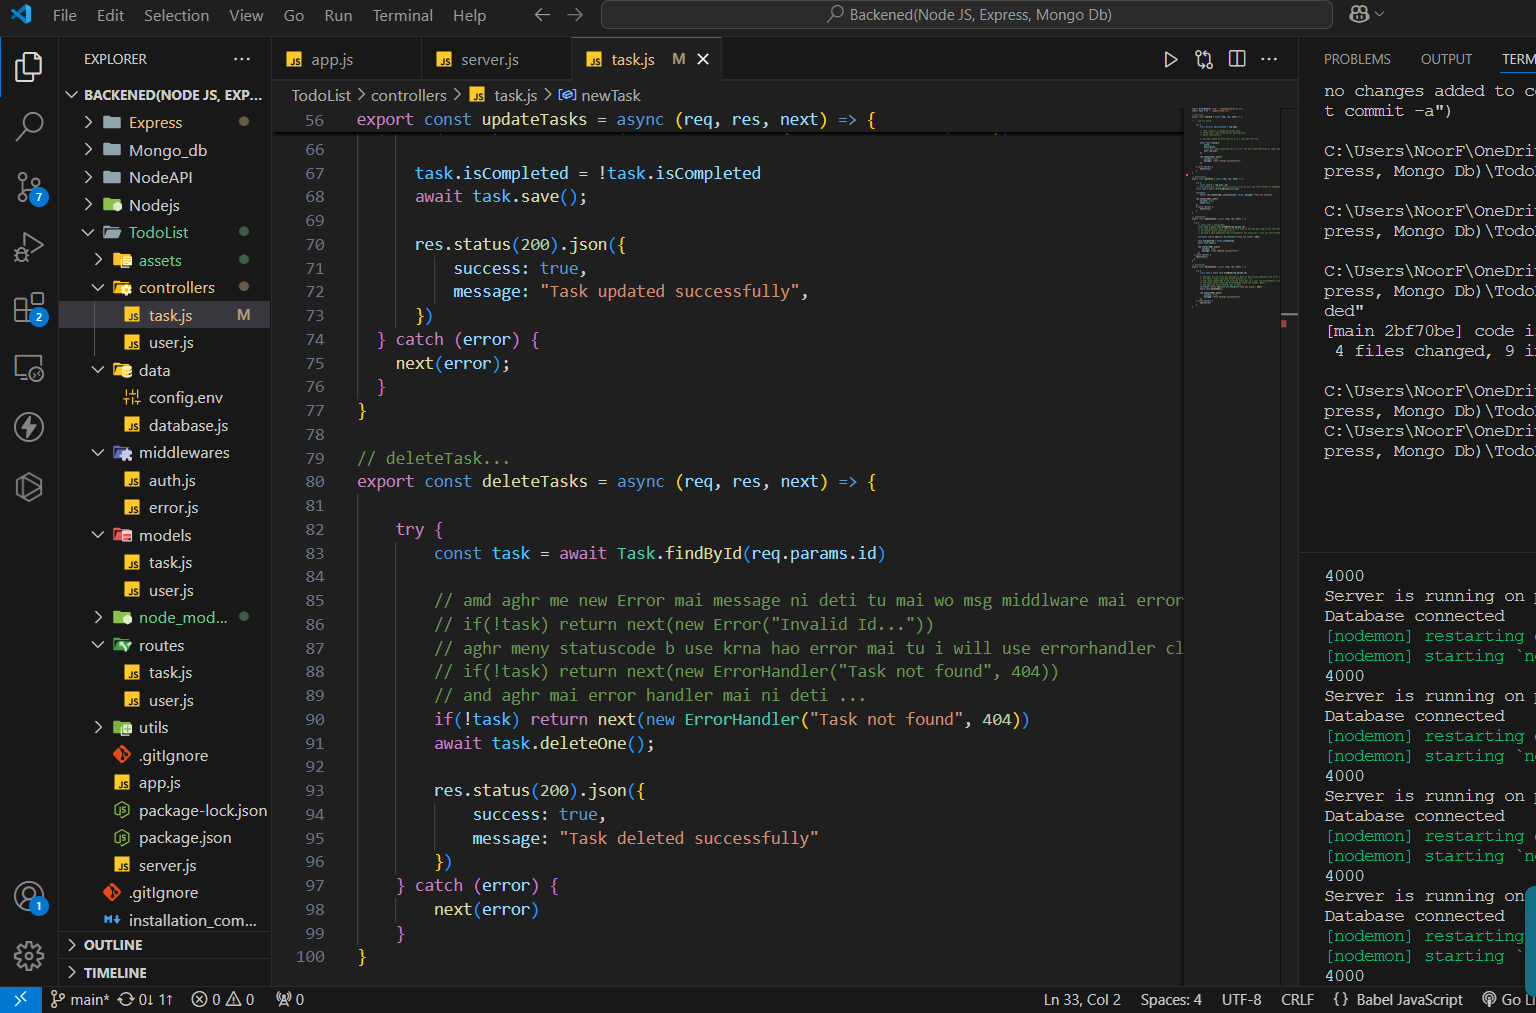 File Edit Selection View Go Run Terminal Help
Backened(Node JS, Express, Mongo Db)
EXPLORER
BACKENED(NODE JS, EXP...
Express
Mongo_db
NodeAPI
Nodejs
TodoList
assets
controllers
task.js M
user.js
data
config.env
database.js
middlewares
auth.js
error.js
models
task.js
user.js
node_mod...
routes
task.js
user.js
utils
.gitIgnore
app.js
package-lock.json
package.json
server.js
.gitIgnore
installation_com...
OUTLINE
TIMELINE
7
2
1
app.js server.js task.js M
TodoList > controllers > task.js > newTask
56 export const updateTasks = async (req, res, next) => {
66
67 task.isCompleted = !task.isCompleted
68 await task.save();
69
70 res.status(200).json({
71 success: true,
72 message: "Task updated successfully",
73 })
74 } catch (error) {
75 next(error);
76 }
77 }
78
79 // deleteTask...
80 export const deleteTasks = async (req, res, next) => {
81
82 try {
83 const task = await Task.findById(req.params.id)
84
85 // amd aghr me new Error mai message ni deti tu mai wo msg middlware mai error
86 // if(!task) return next(new Error("Invalid Id..."))
87 // aghr meny statuscode b use krna hao error mai tu i will use errorhandler cl
88 // if(!task) return next(new ErrorHandler("Task not found", 404))
89 // and aghr mai error handler mai ni deti ...
90 if(!task) return next(new ErrorHandler("Task not found", 404))
91 await task.deleteOne();
92
93 res.status(200).json({
94 success: true,
95 message: "Task deleted successfully"
96 })
97 } catch (error) {
98 next(error)
99 }
100 }
PROBLEMS OUTPUT TERM
no changes added to co
t commit -a")
C:\Users\NoorF\OneDri
press, Mongo Db)\Todo
C:\Users\NoorF\OneDri
press, Mongo Db)\Todo
C:\Users\NoorF\OneDri
press, Mongo Db)\Todo
ded"
[main 2bf70be] code i
4 files changed, 9 i
C:\Users\NoorF\OneDri
press, Mongo Db)\Todo
C:\Users\NoorF\OneDri
press, Mongo Db)\Todo
4000
Server is running on p
Database connected
[nodemon] restarting
[nodemon] starting `n
4000
Server is running on p
Database connected
[nodemon] restarting
[nodemon] starting `n
4000
Server is running on p
Database connected
[nodemon] restarting
[nodemon] starting `n
4000
Server is running on
Database connected
[nodemon] restarting
[nodemon] starting `
4000
main* 0↓ 1↑ 0 0 0
Ln 33, Col 2 Spaces: 4 UTF-8 CRLF {} Babel JavaScript Go Li